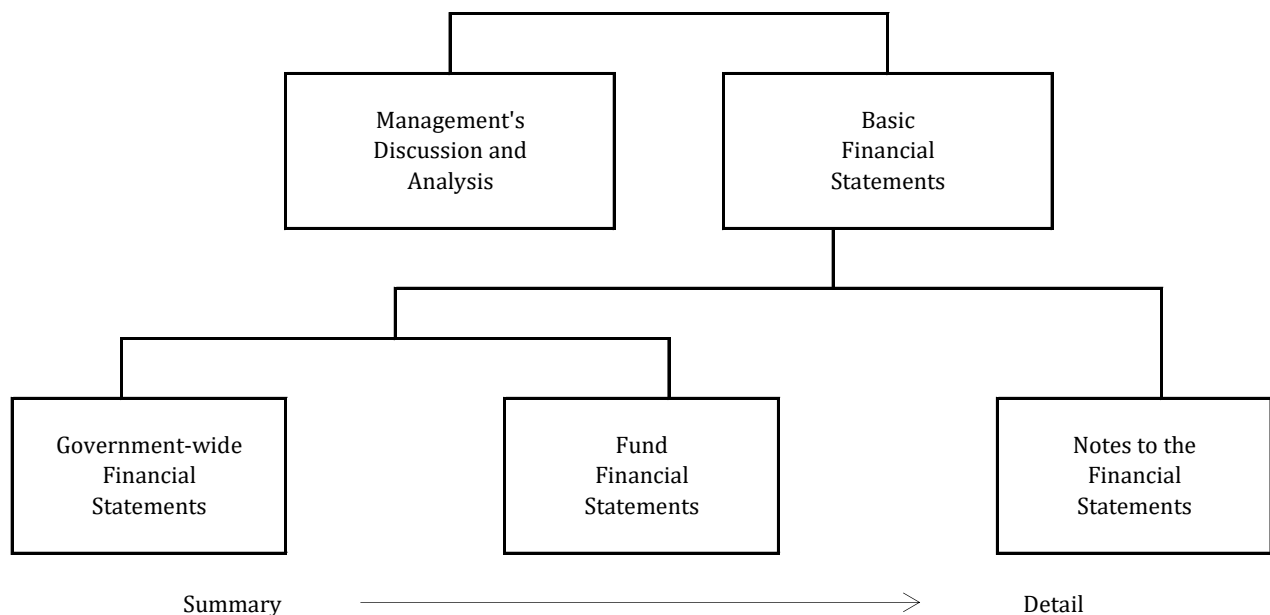 Management's
Discussion and
Analysis
Basic
Financial
Statements
Government-wide
Financial
Statements
Fund
Financial
Statements
Notes to the
Financial
Statements
Summary
Detail